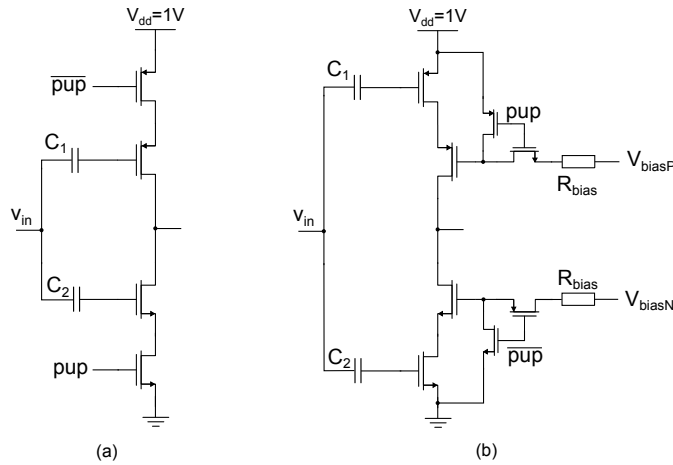 V_dd=1V
pup
C_1
v_in
C_2
pup
(a)
V_dd=1V
C_1
pup
V_biasP
R_bias
v_in
R_bias
V_biasN
pup
C_2
(b)